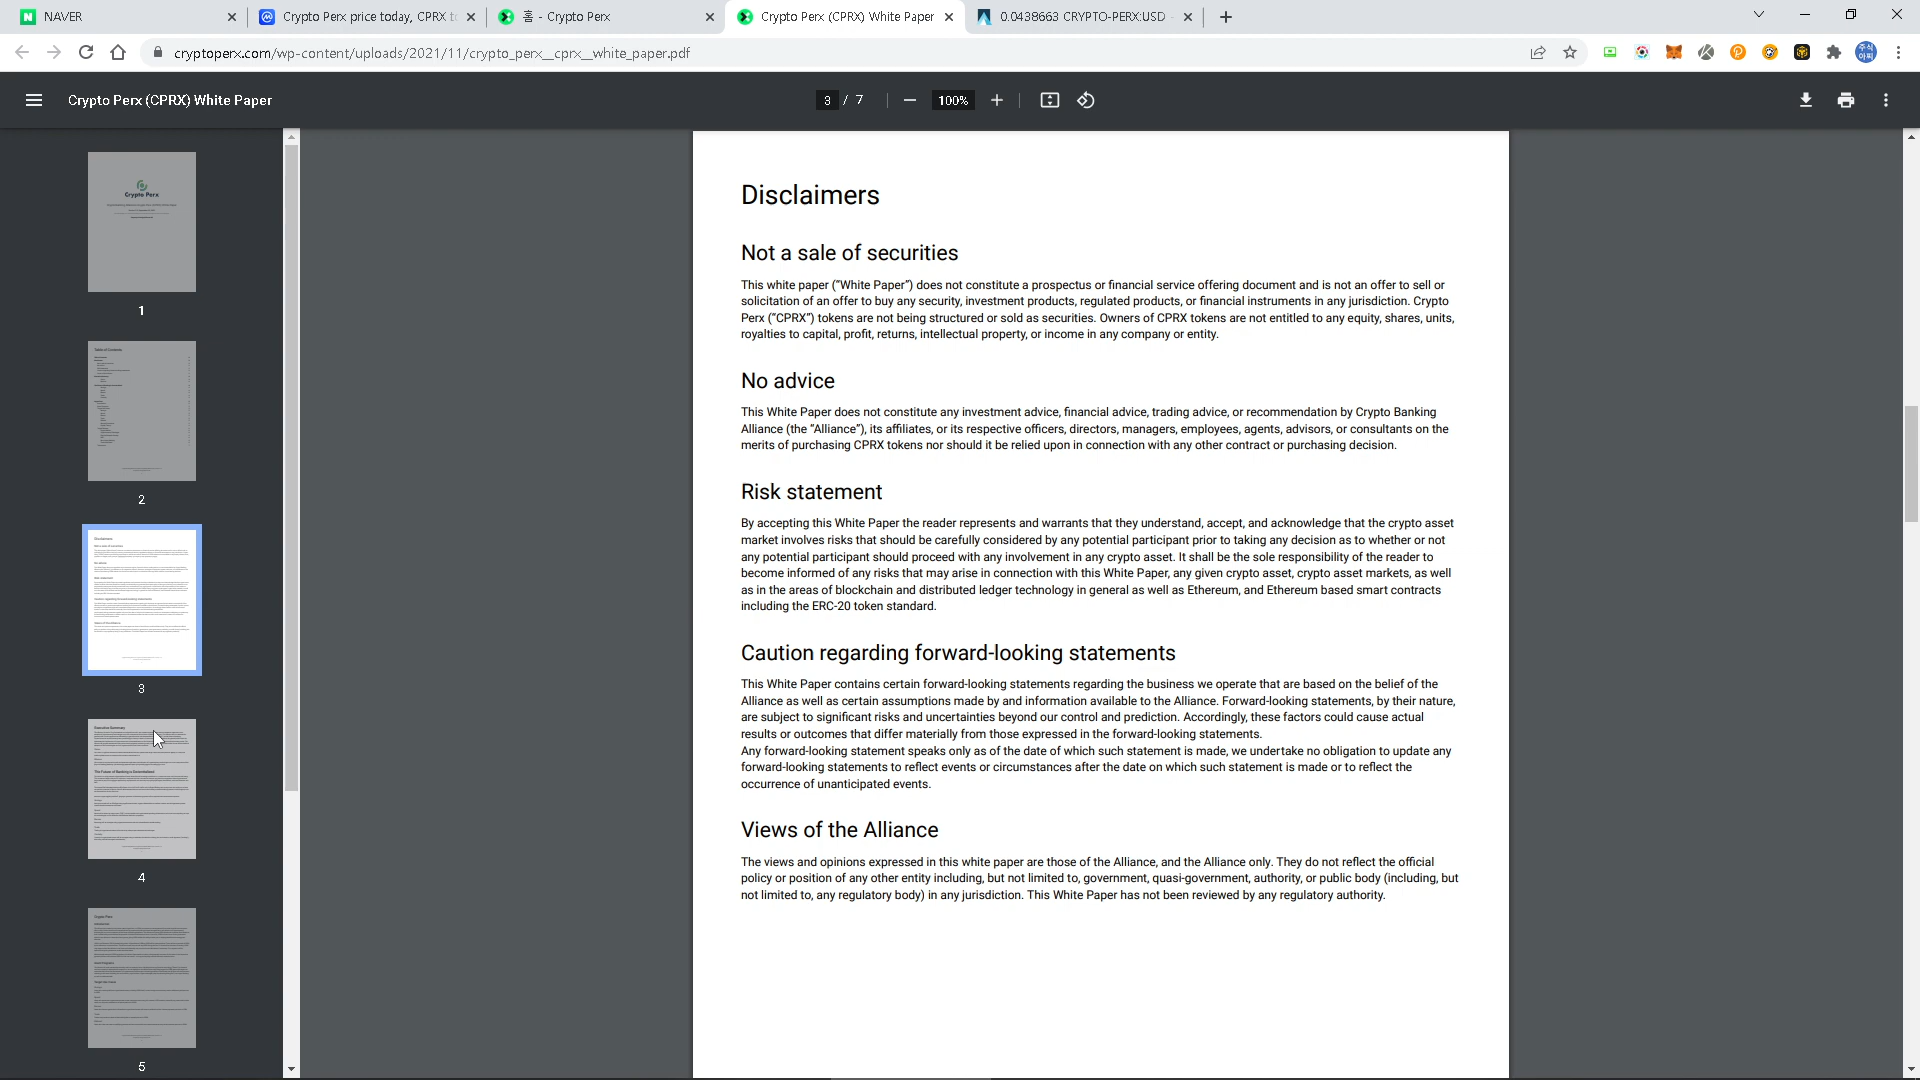 NAVER
Crypto Perx price today, CPRX t
홈 - Crypto Perx
Crypto Perx (CPRX) White Paper
0.0438663 CRYPTO-PERX:USD
cryptoperx.com/wp-content/uploads/2021/11/crypto_perx__cprx__white_paper.pdf
주식
Crypto Perx (CPRX) White Paper
3 / 7
100%
Crypto Perx
1
Table of Contents
2
Disclaimers
3
Executive Summary
The Future of Banking is Decentralized
4
Crypto Perx
5
Disclaimers
Not a sale of securities
This white paper (“White Paper”) does not constitute a prospectus or financial service offering document and is not an offer to sell or
solicitation of an offer to buy any security, investment products, regulated products, or financial instruments in any jurisdiction. Crypto
Perx (“CPRX”) tokens are not being structured or sold as securities. Owners of CPRX tokens are not entitled to any equity, shares, units,
royalties to capital, profit, returns, intellectual property, or income in any company or entity.
No advice
This White Paper does not constitute any investment advice, financial advice, trading advice, or recommendation by Crypto Banking
Alliance (the “Alliance”), its affiliates, or its respective officers, directors, managers, employees, agents, advisors, or consultants on the
merits of purchasing CPRX tokens nor should it be relied upon in connection with any other contract or purchasing decision.
Risk statement
By accepting this White Paper the reader represents and warrants that they understand, accept, and acknowledge that the crypto asset
market involves risks that should be carefully considered by any potential participant prior to taking any decision as to whether or not
any potential participant should proceed with any involvement in any crypto asset. It shall be the sole responsibility of the reader to
become informed of any risks that may arise in connection with this White Paper, any given crypto asset, crypto asset markets, as well
as in the areas of blockchain and distributed ledger technology in general as well as Ethereum, and Ethereum based smart contracts
including the ERC-20 token standard.
Caution regarding forward-looking statements
This White Paper contains certain forward-looking statements regarding the business we operate that are based on the belief of the
Alliance as well as certain assumptions made by and information available to the Alliance. Forward-looking statements, by their nature,
are subject to significant risks and uncertainties beyond our control and prediction. Accordingly, these factors could cause actual
results or outcomes that differ materially from those expressed in the forward-looking statements.
Any forward-looking statement speaks only as of the date of which such statement is made, we undertake no obligation to update any
forward-looking statements to reflect events or circumstances after the date on which such statement is made or to reflect the
occurrence of unanticipated events.
Views of the Alliance
The views and opinions expressed in this white paper are those of the Alliance, and the Alliance only. They do not reflect the official
policy or position of any other entity including, but not limited to, government, quasi-government, authority, or public body (including, but
not limited to, any regulatory body) in any jurisdiction. This White Paper has not been reviewed by any regulatory authority.